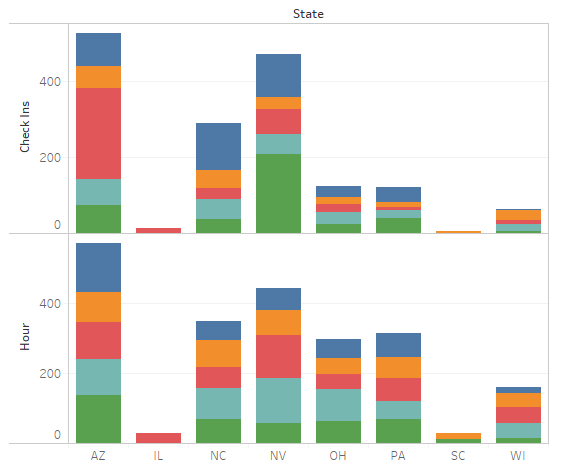 State
Check Ins
400
200
0
Hour
400
200
0
AZ IL NC NV OH PA SC WI